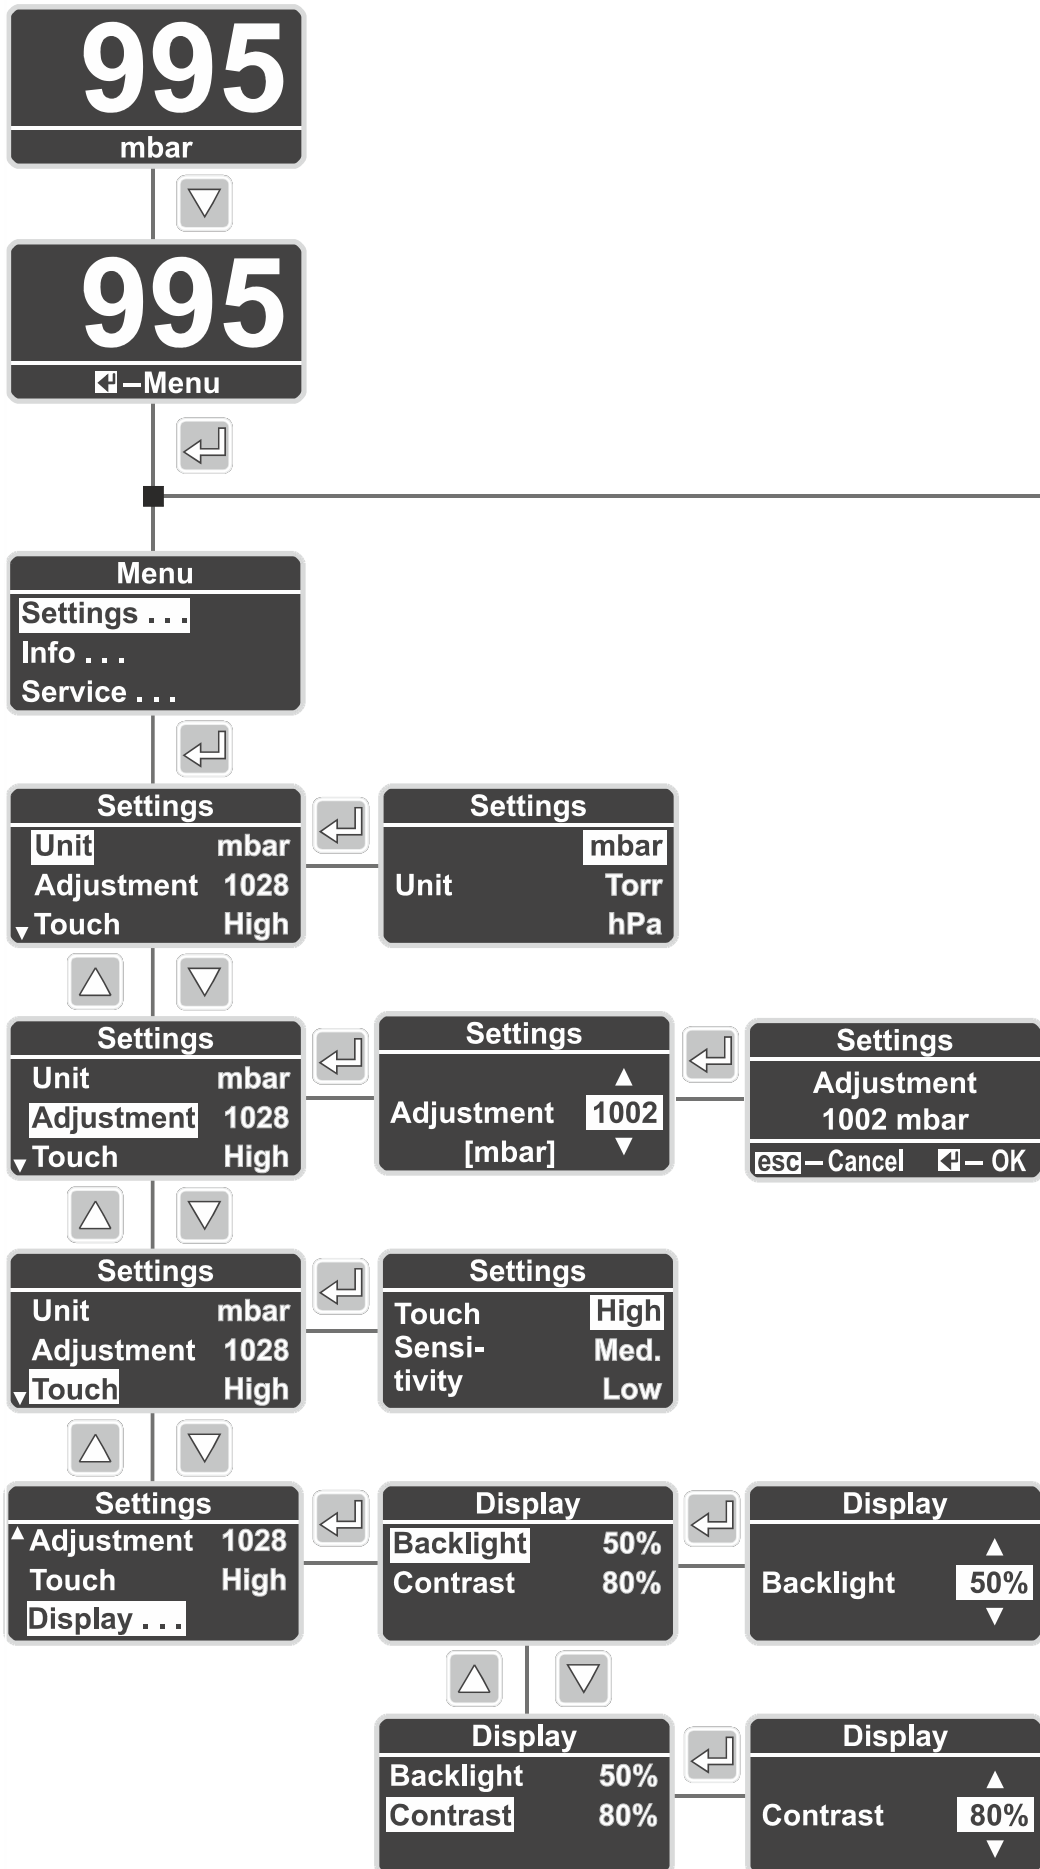 995
mbar
995
–Menu
Menu
Settings . . .
Info . . .
Service . . .
Settings
Unit mbar
Adjustment 1028
Touch High
Settings
mbar
Unit Torr
hPa
Settings
Unit mbar
Adjustment 1028
Touch High
Settings
Adjustment 1002
[mbar]
Settings
Adjustment
1002 mbar
esc – Cancel – OK
Settings
Unit mbar
Adjustment 1028
Touch High
Settings
Touch High
Sensi- Med.
tivity Low
Settings
Adjustment 1028
Touch High
Display . . .
Display
Backlight 50%
Contrast 80%
Display
Backlight 50%
Display
Backlight 50%
Contrast 80%
Display
Contrast 80%